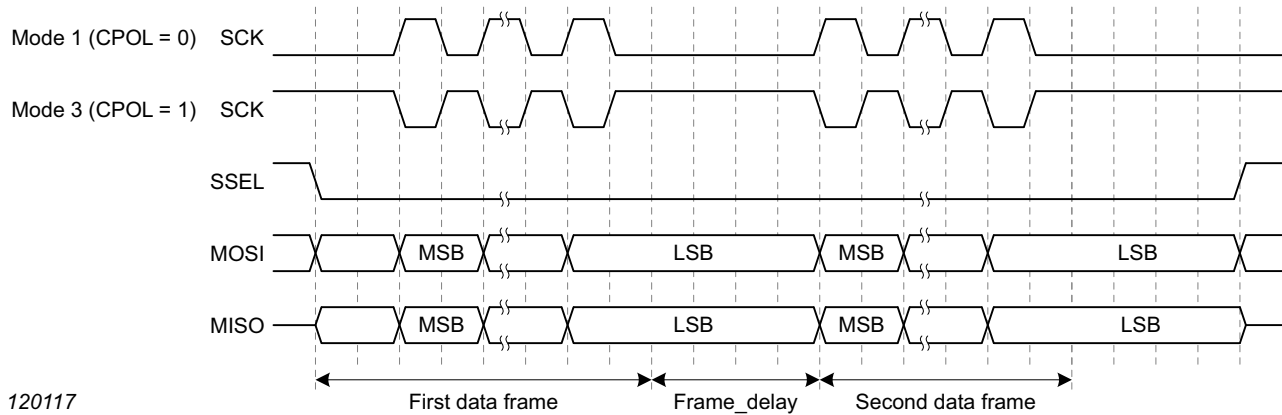 Mode 1 (CPOL = 0) SCK
Mode 3 (CPOL = 1) SCK
SSEL
MOSI MSB LSB MSB LSB
MISO MSB LSB MSB LSB
First data frame Frame_delay Second data frame
120117